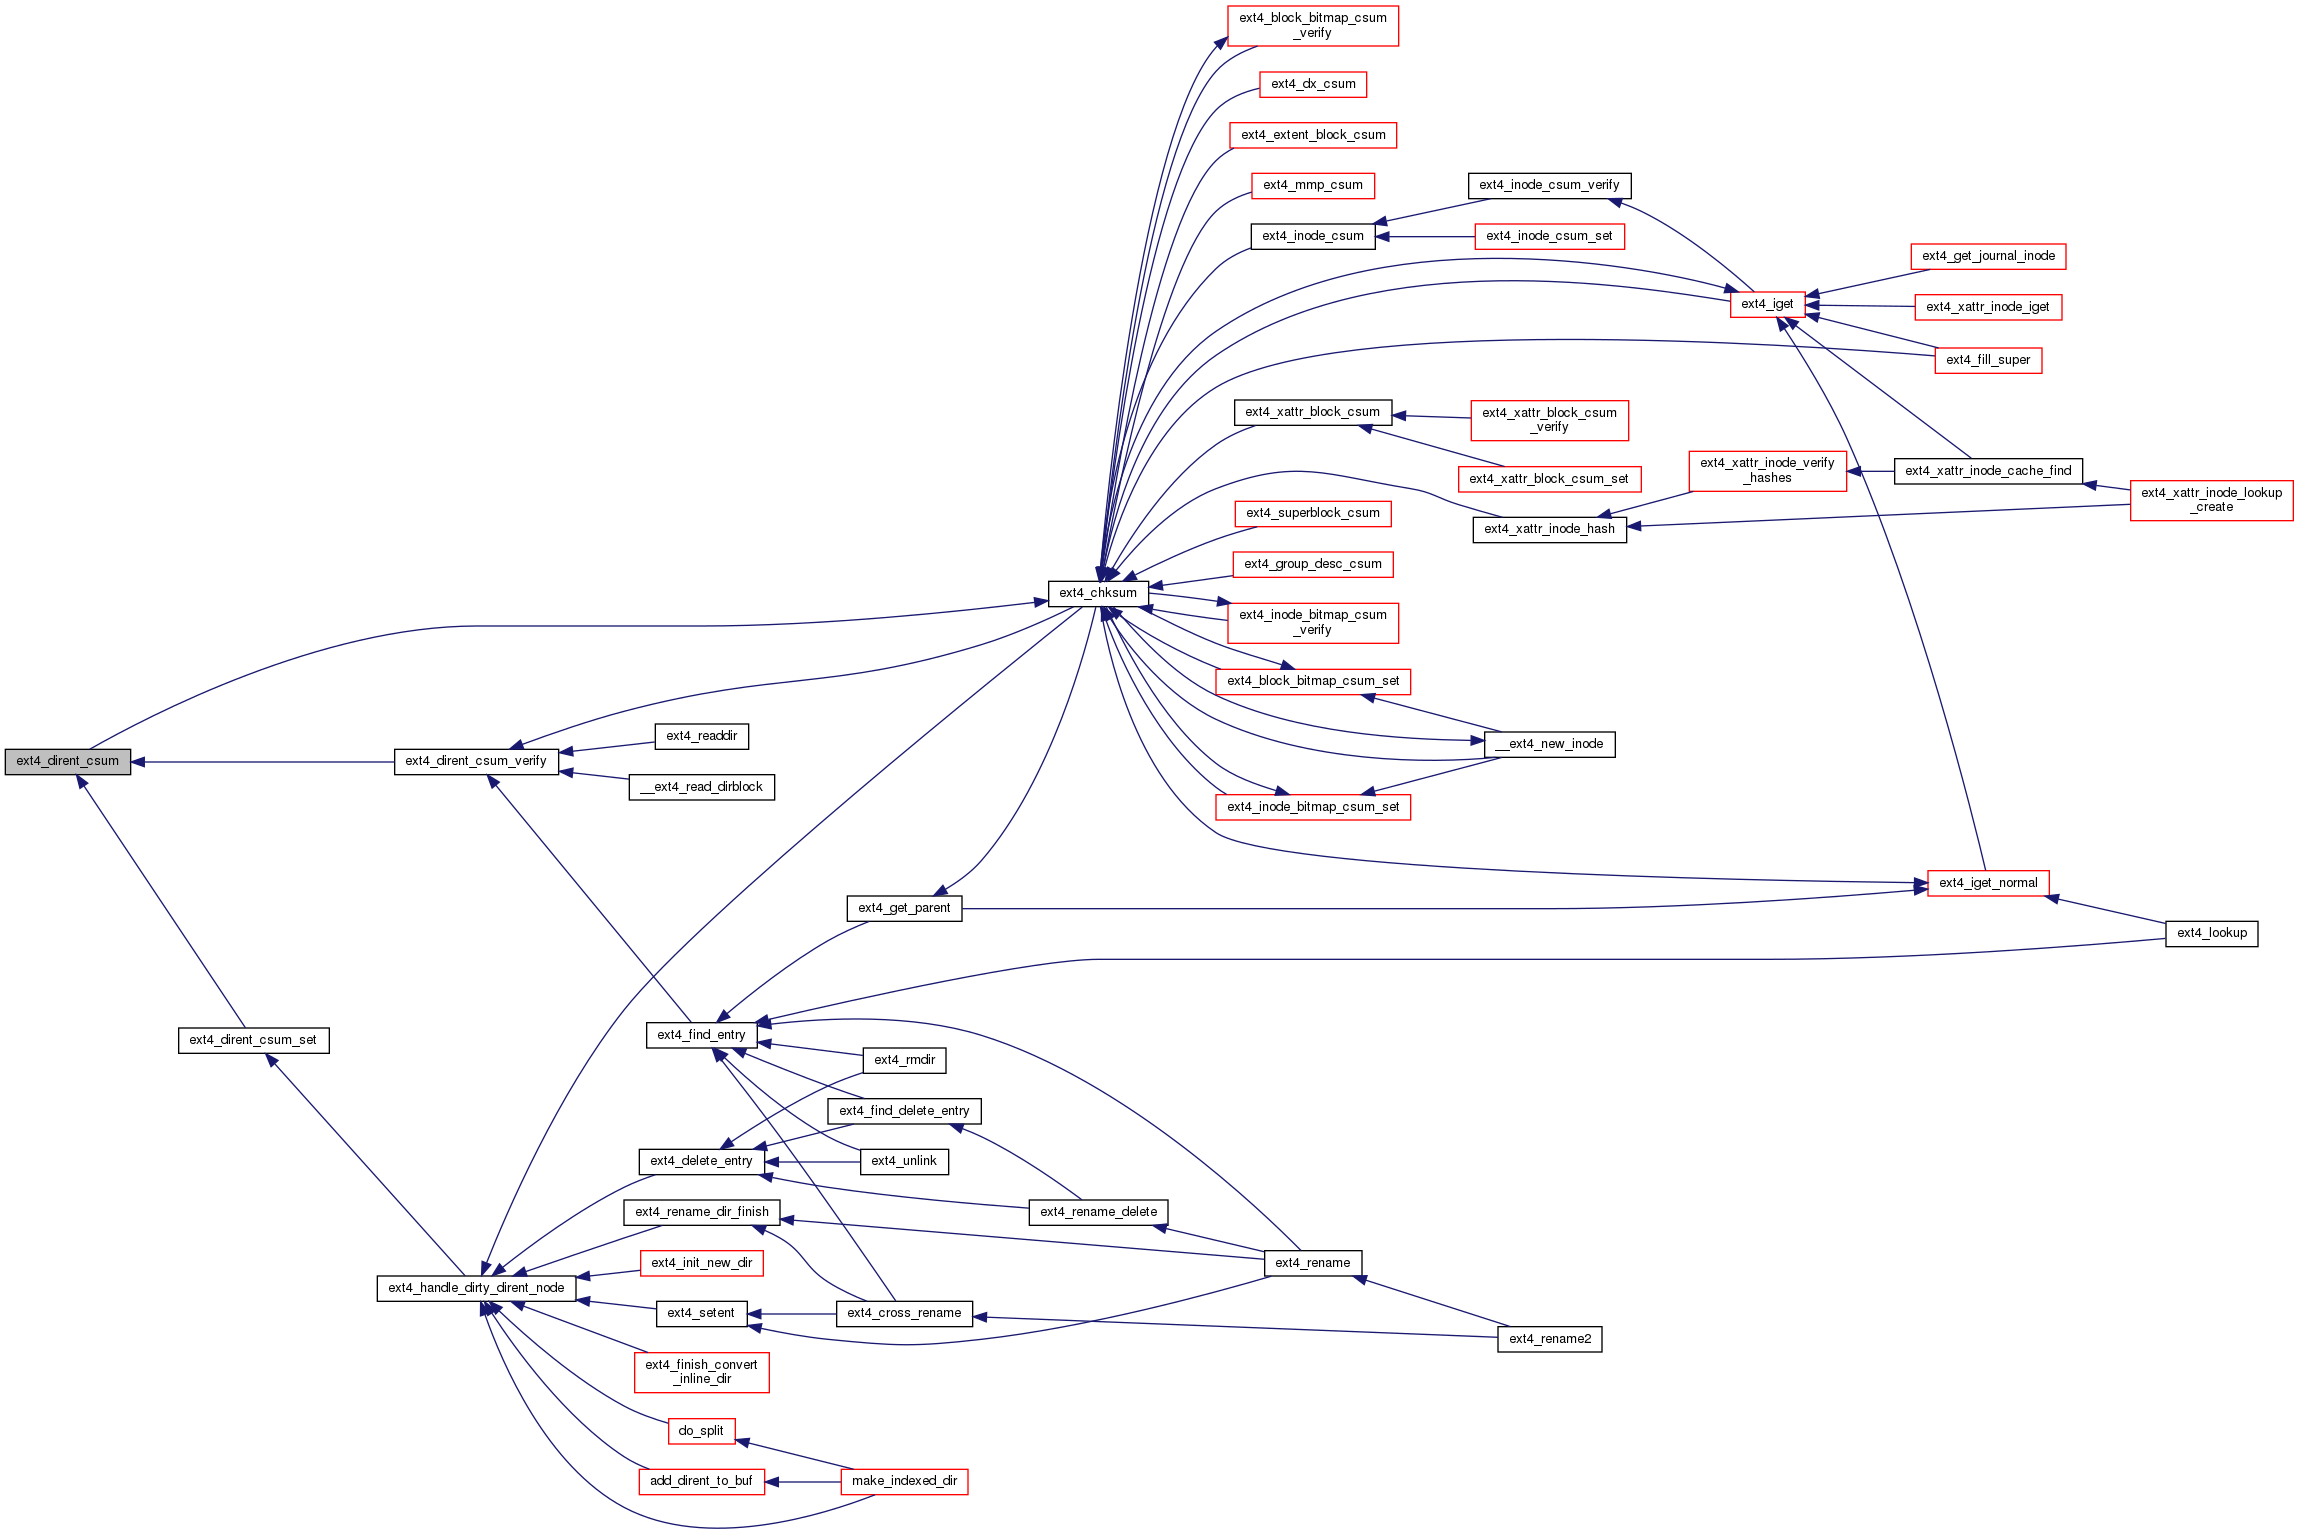 ext4_block_bitmap_csum
_verify
ext4_dx_csum
ext4_extent_block_csum
ext4_mmp_csum
ext4_inode_csum_verify
ext4_inode_csum
ext4_inode_csum_set
ext4_get_journal_inode
ext4_iget
ext4_xattr_inode_iget
ext4_fill_super
ext4_xattr_block_csum
ext4_xattr_block_csum
_verify
ext4_xattr_inode_verify
_hashes
ext4_xattr_inode_cache_find
ext4_xattr_block_csum_set
ext4_xattr_inode_lookup
_create
ext4_superblock_csum
ext4_xattr_inode_hash
ext4_group_desc_csum
ext4_chksum
ext4_inode_bitmap_csum
_verify
ext4_block_bitmap_csum_set
ext4_readdir
__ext4_new_inode
ext4_dirent_csum
ext4_dirent_csum_verify
__ext4_read_dirblock
ext4_inode_bitmap_csum_set
ext4_iget_normal
ext4_get_parent
ext4_lookup
ext4_find_entry
ext4_dirent_csum_set
ext4_rmdir
ext4_find_delete_entry
ext4_delete_entry
ext4_unlink
ext4_rename_dir_finish
ext4_rename_delete
ext4_init_new_dir
ext4_rename
ext4_handle_dirty_dirent_node
ext4_setent
ext4_cross_rename
ext4_rename2
ext4_finish_convert
_inline_dir
do_split
add_dirent_to_buf
make_indexed_dir